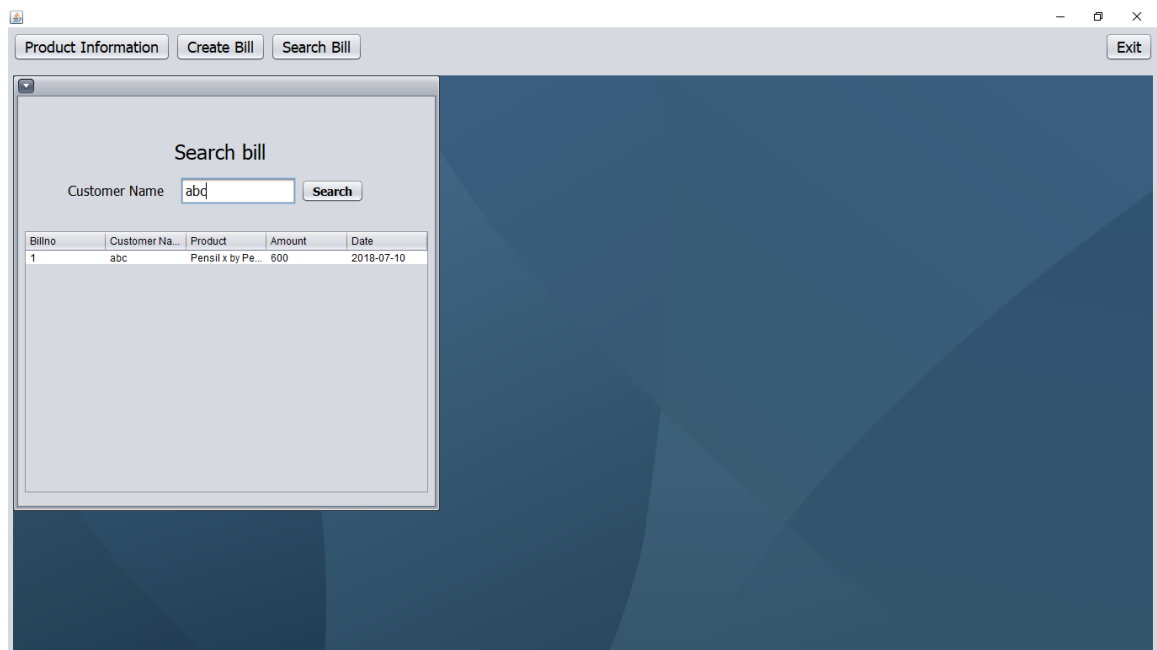 Product Information Create Bill Search Bill Exit
Search bill
Customer Name abc Search
Billno Customer Na... Product Amount Date
1 abc Pensil x by Pe... 600 2018-07-10